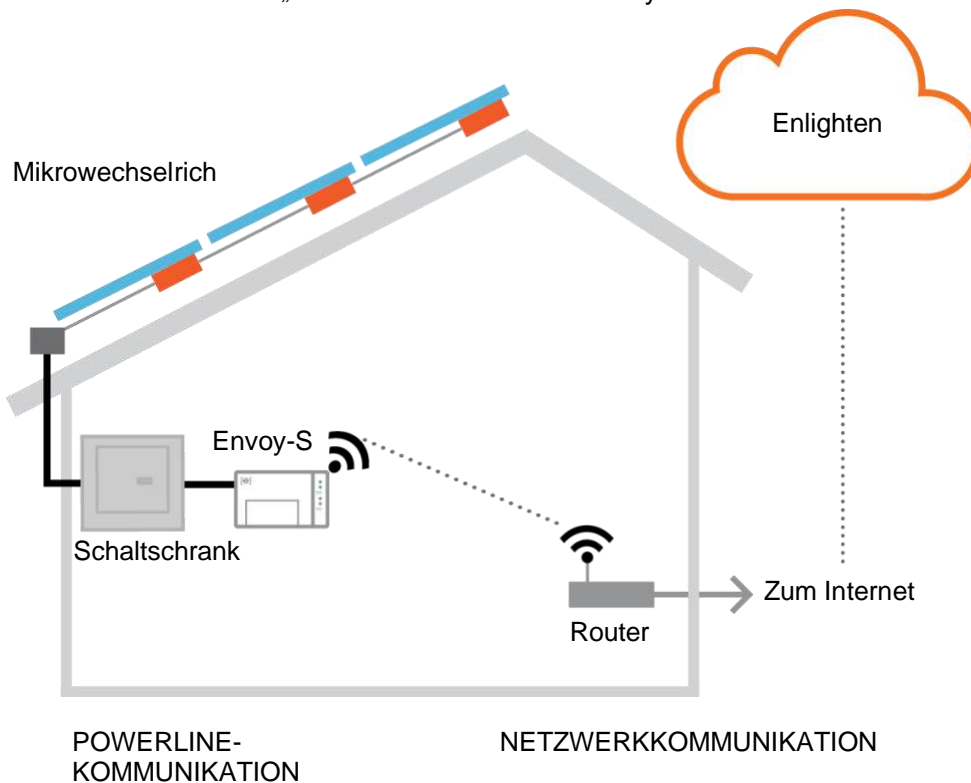 Enlighten
Mikrowechselrich
Envoy-S
Schaltschrank
Zum Internet
Router
POWERLINE-
KOMMUNIKATION
NETZWERKKOMMUNIKATION